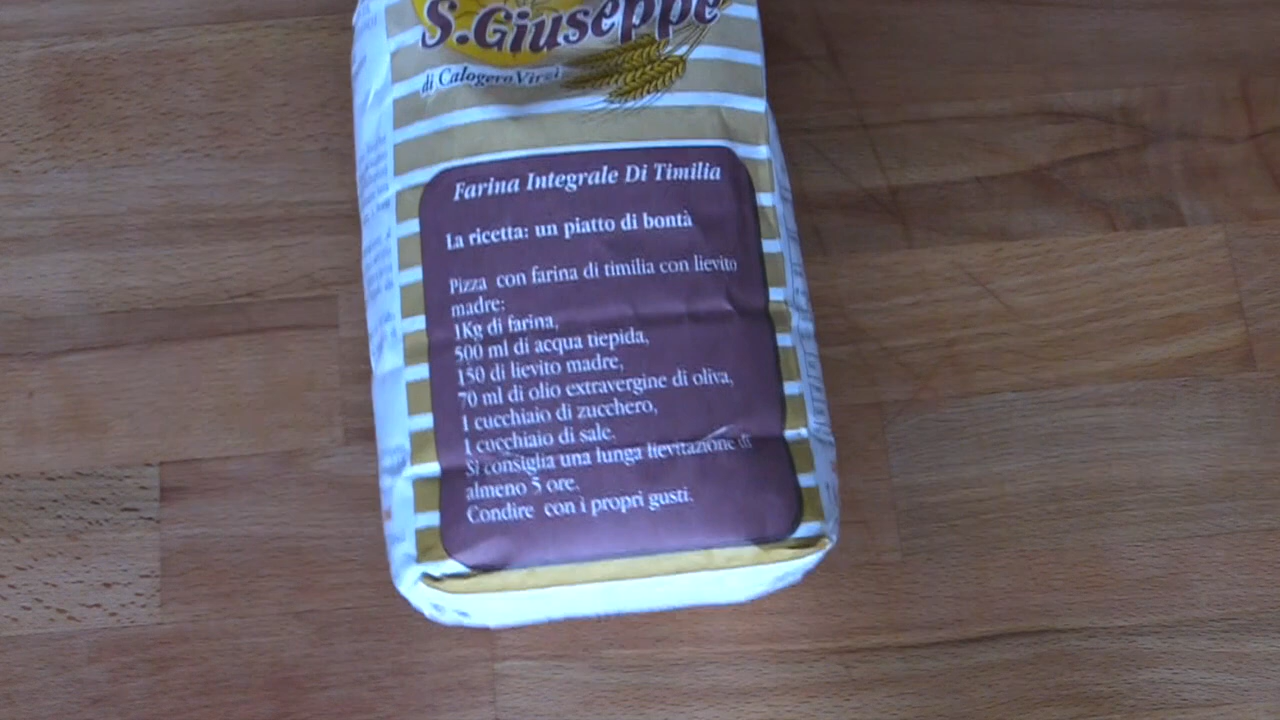 S.Giuseppe
di Calogero Virzì
Farina Integrale Di Timilia
La ricetta: un piatto di bontà
Pizza con farina di timilia con lievito
madre:
1Kg di farina,
500 ml di acqua tiepida,
150 di lievito madre,
70 ml di olio extravergine di oliva,
1 cucchiaio di zucchero,
1 cucchiaio di sale.
Si consiglia una lunga lievitazione di
almeno 5 ore.
Condire con i propri gusti.